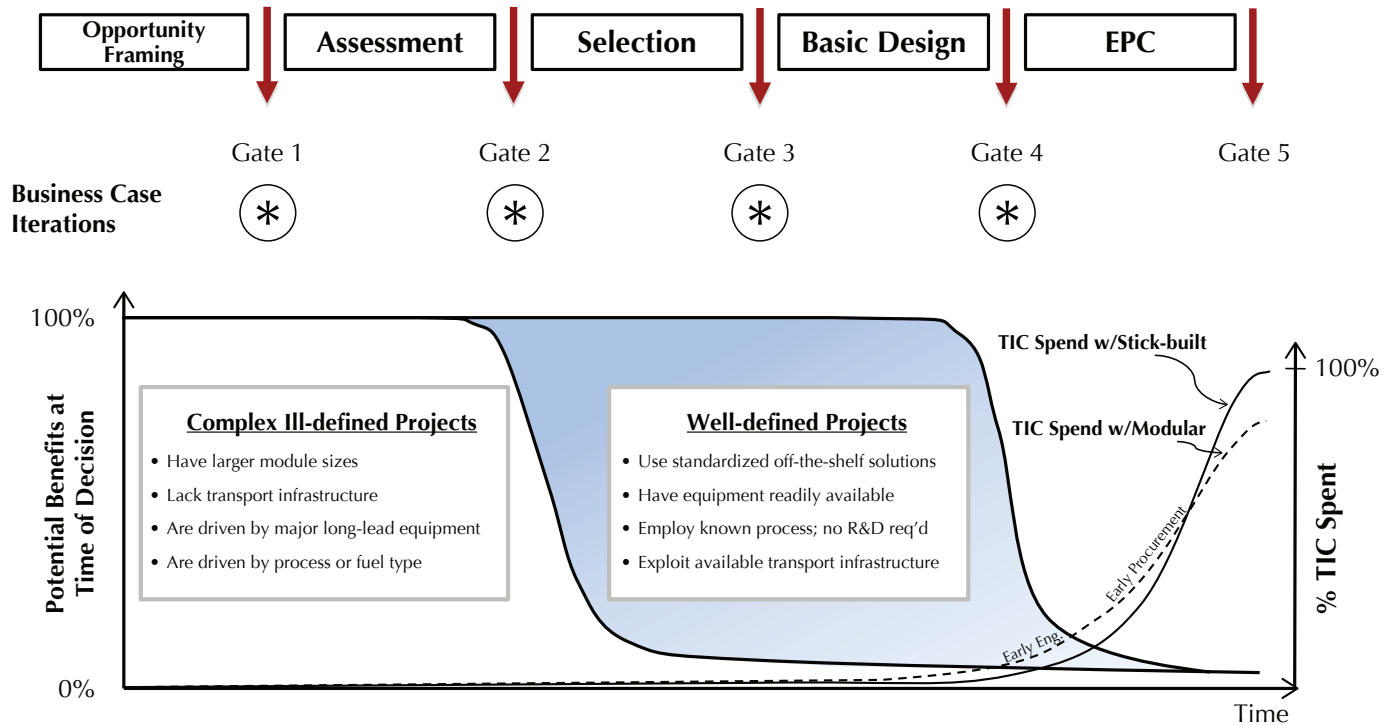 Opportunity
Framing
Assessment
Selection
Basic Design
EPC
Gate 1
Gate 2
Gate 3
Gate 4
Gate 5
Business Case
Iterations
*
*
*
*
100%
0%
Potential Benefits at
Time of Decision
Complex Ill-defined Projects
• Have larger module sizes
• Lack transport infrastructure
• Are driven by major long-lead equipment
• Are driven by process or fuel type
Well-defined Projects
• Use standardized off-the-shelf solutions
• Have equipment readily available
• Employ known process; no R&D req’d
• Exploit available transport infrastructure
TIC Spend w/Stick-built
TIC Spend w/Modular
Early Procurement
Early Eng.
100%
% TIC Spent
Time